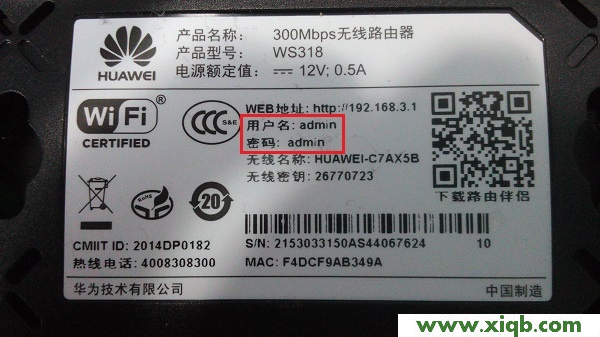 HUAWEI
产品名称: 300Mbps无线路由器
产品型号: WS318
电源额定值: 12V; 0.5A
Wi Fi®
CERTIFIED
CCC S&E
WEB地址: http://192.168.3.1
用户名: admin
密码: admin
无线名称: HUAWEI-C7AX5B
无线密钥: 26770723
下载路由伴侣
20
CMIIT ID: 2014DP0182
热线电话: 4008308300
S/N: 2153033150AS44067624 10
MAC: F4DCF9AB349A
华为技术有限公司 中国制造
www.xiqb.com